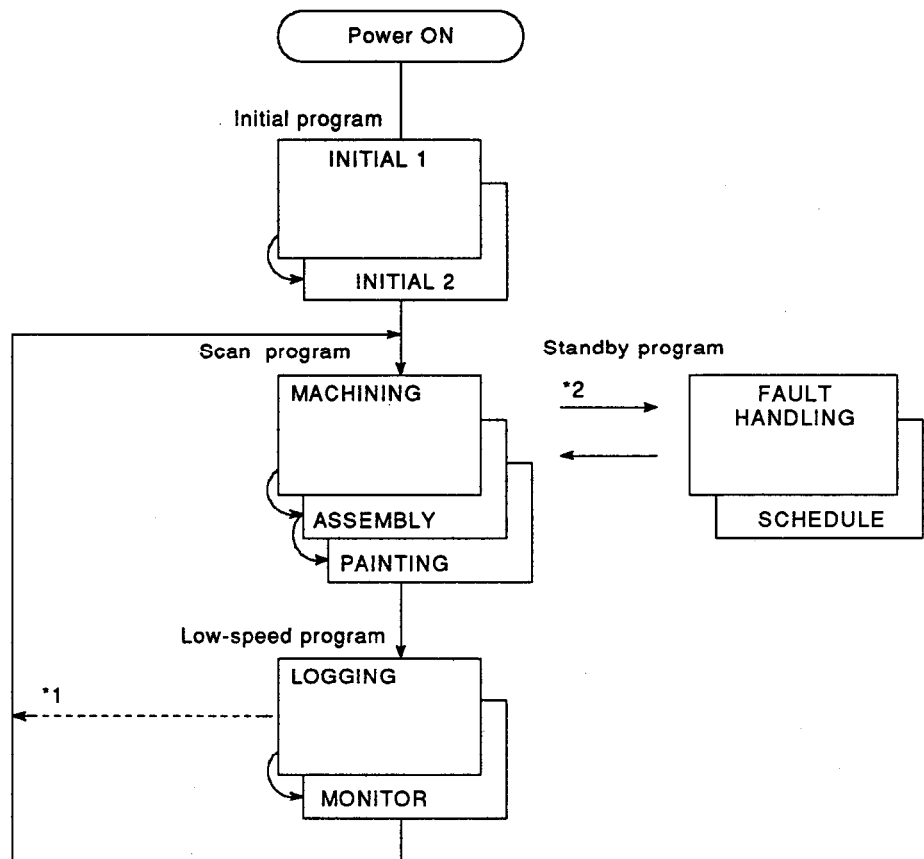 Power ON
Initial program
INITIAL 1
INITIAL 2
Scan program
MACHINING
ASSEMBLY
PAINTING
Standby program
*2
FAULT
HANDLING
SCHEDULE
Low-speed program
LOGGING
*1
MONITOR